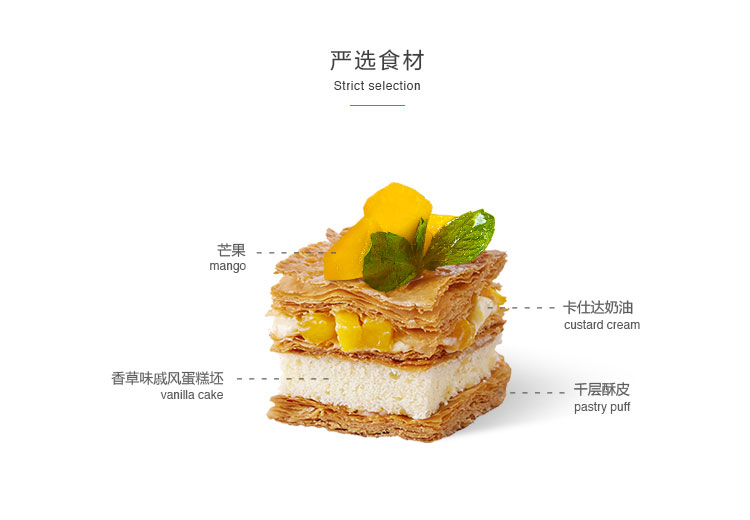 严选食材
Strict selection
芒果
mango
卡仕达奶油
custard cream
香草味戚风蛋糕坯
vanilla cake
千层酥皮
pastry puff